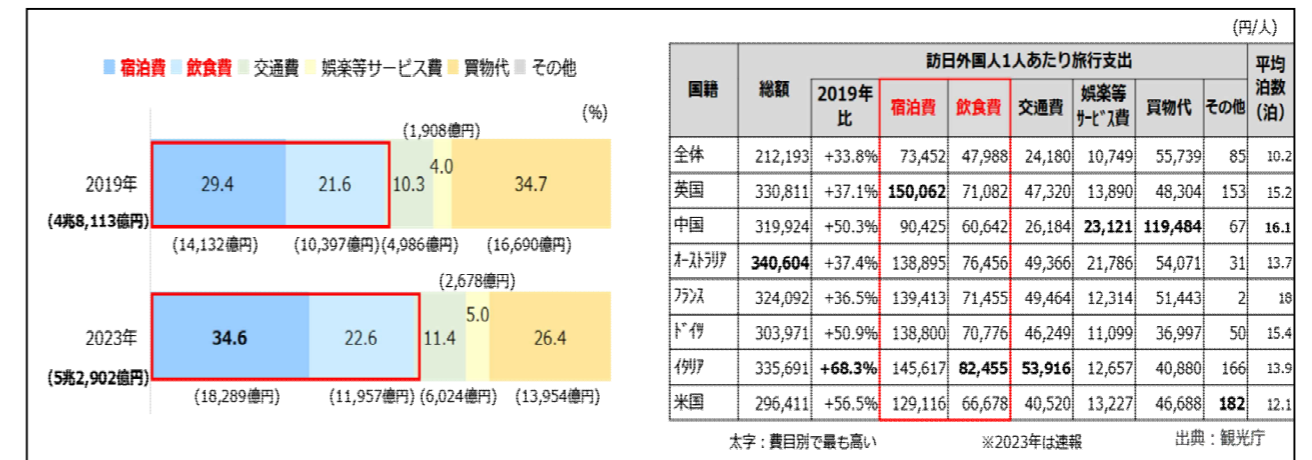 宿泊費 飲食費 交通費 娯楽等サービス費 買物代 その他
(%)
(1,908億円)
2019年 29.4 21.6 10.3 4.0 34.7
(4兆8,113億円)
(14,132億円) (10,397億円) (4,986億円) (16,690億円)
(2,678億円)
2023年 34.6 22.6 11.4 5.0 26.4
(5兆2,902億円)
(18,289億円) (11,957億円) (6,024億円) (13,954億円)
(円/人)
国籍 総額 訪日外国人1人あたり旅行支出 平均泊数(泊)
2019年比 宿泊費 飲食費 交通費 娯楽等ｻｰﾋﾞｽ費 買物代 その他
全体 212,193 +33.8% 73,452 47,988 24,180 10,749 55,739 85 10.2
英国 330,811 +37.1% 150,062 71,082 47,320 13,890 48,304 153 15.2
中国 319,924 +50.3% 90,425 60,642 26,184 23,121 119,484 67 16.1
ｵｰｽﾄﾗﾘｱ 340,604 +37.4% 138,895 76,456 49,366 21,786 54,071 31 13.7
ﾌﾗﾝｽ 324,092 +36.5% 139,413 71,455 49,464 12,314 51,443 2 18
ﾄﾞｲﾂ 303,971 +50.9% 138,800 70,776 46,249 11,099 36,997 50 15.4
ｲﾀﾘｱ 335,691 +68.3% 145,617 82,455 53,916 12,657 40,880 166 13.9
米国 296,411 +56.5% 129,116 66,678 40,520 13,227 46,688 182 12.1
太字：費目別で最も高い ※2023年は速報 出典：観光庁